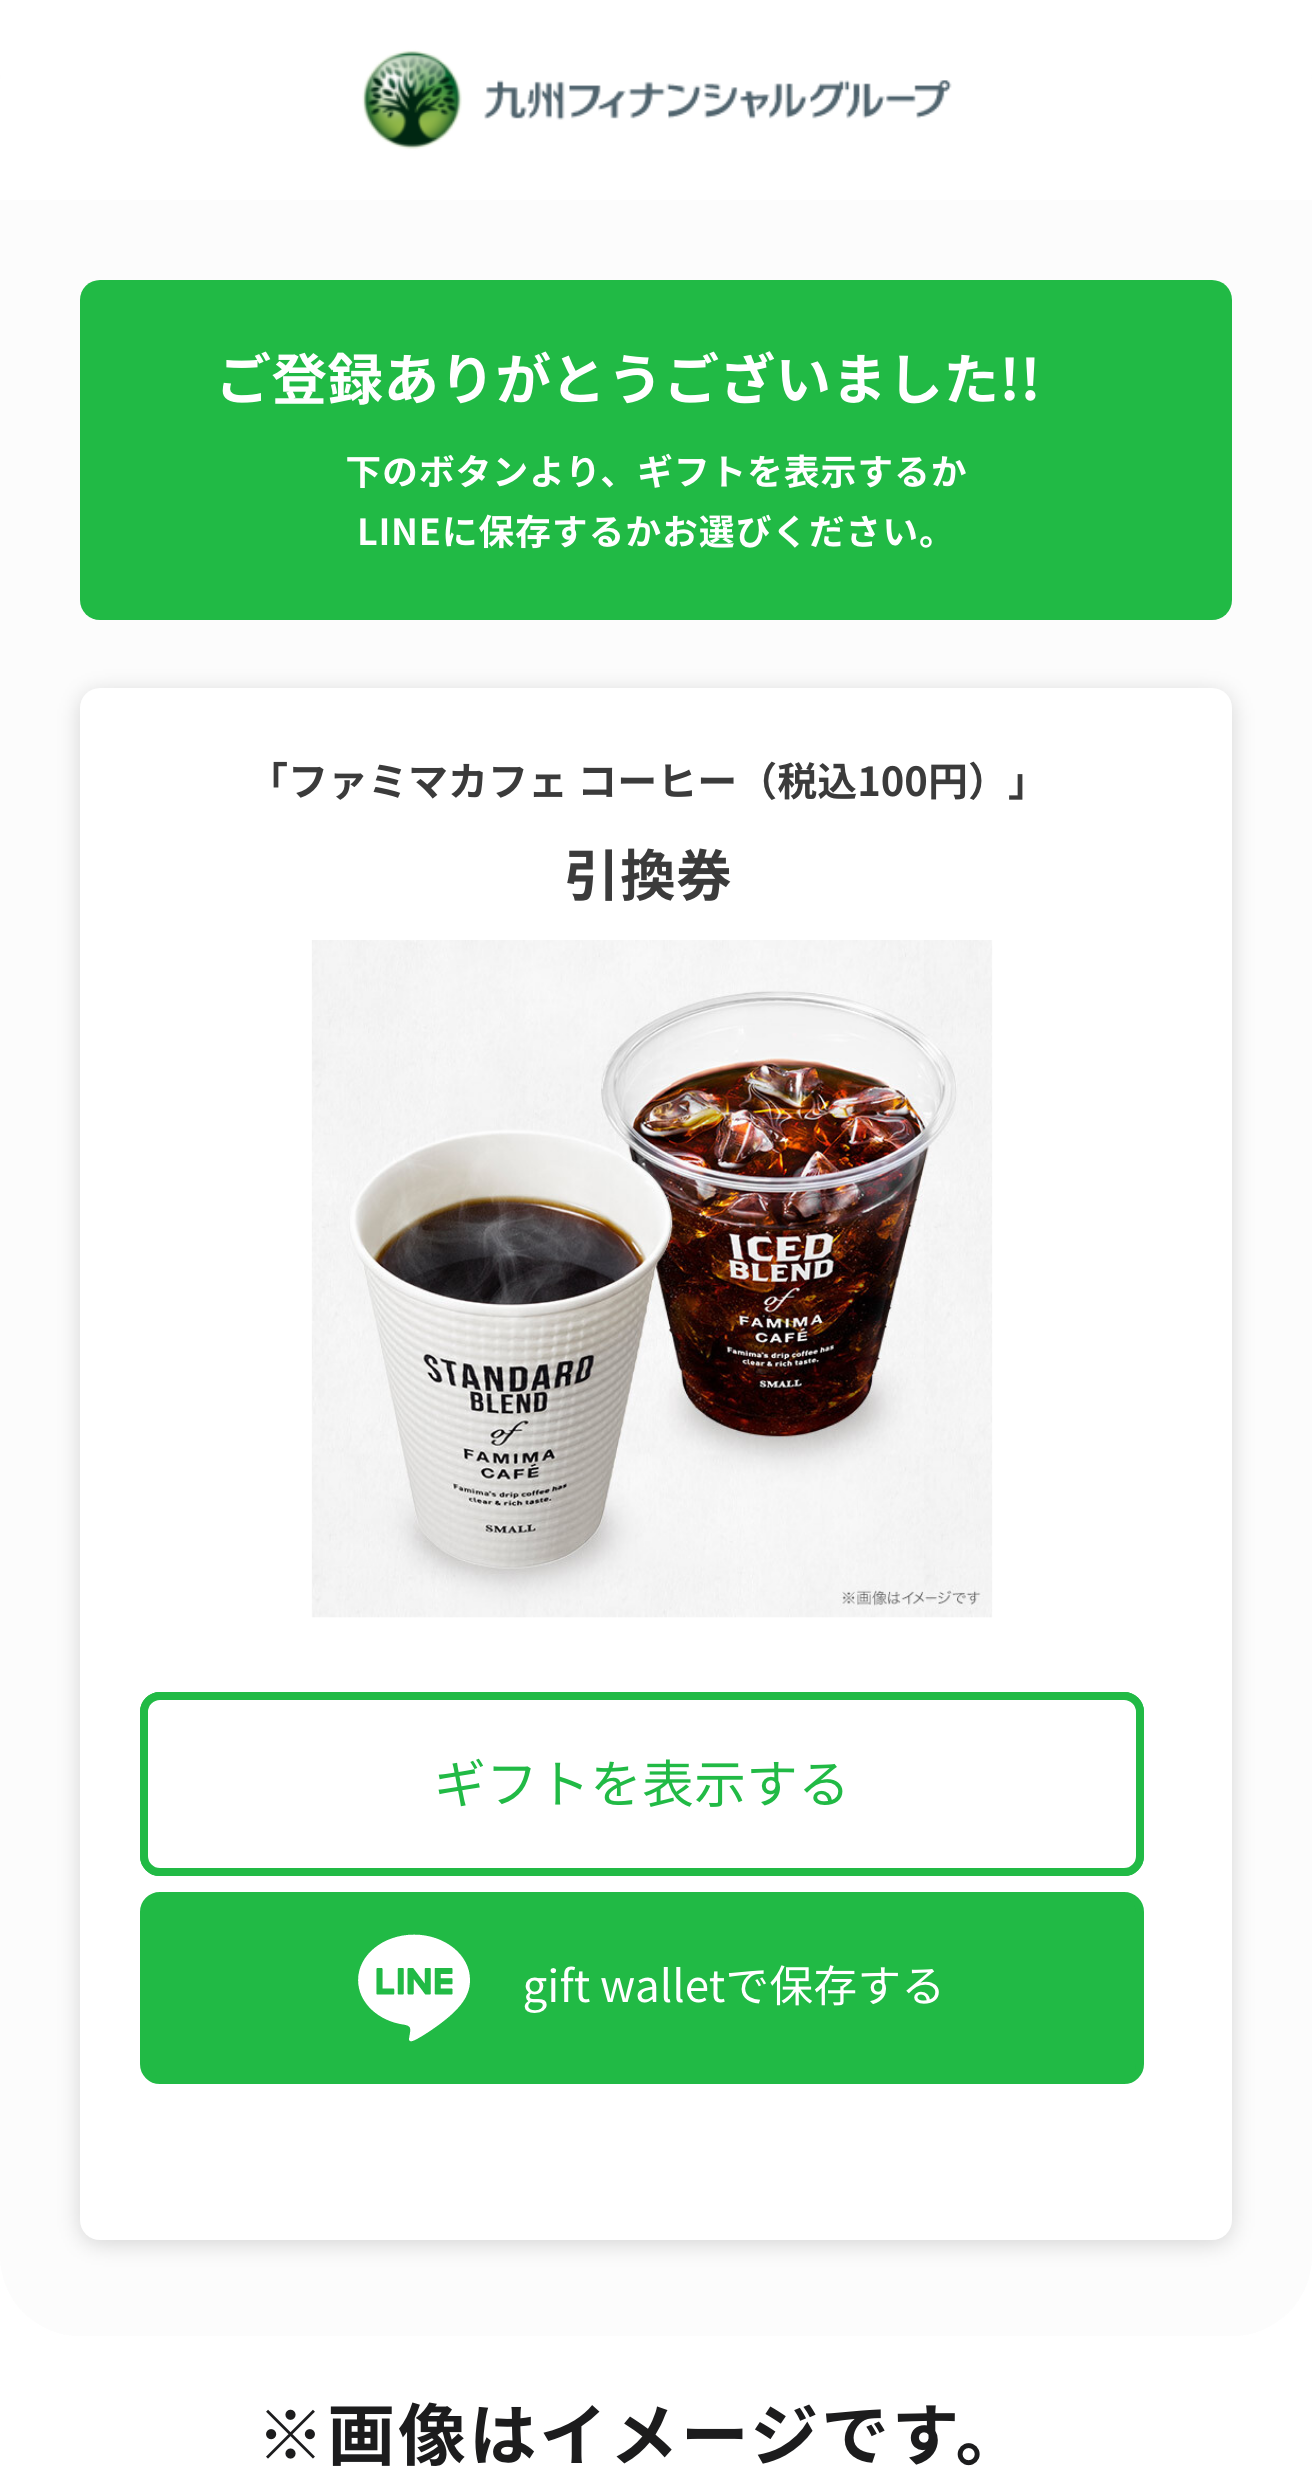 九州フィナンシャルグループ
ご登録ありがとうございました!!
下のボタンより、ギフトを表示するか
LINEに保存するかお選びください。
「ファミマカフェ コーヒー（税込100円）」
引換券
ICED
BLEND
of
FAMIMA
CAFÉ
Famima's drip coffee has
clear & rich taste.
SMALL
STANDARD
BLEND
of
FAMIMA
CAFÉ
Famima's drip coffee has
clear & rich taste.
SMALL
※画像はイメージです
ギフトを表示する
LINE gift walletで保存する
※画像はイメージです。